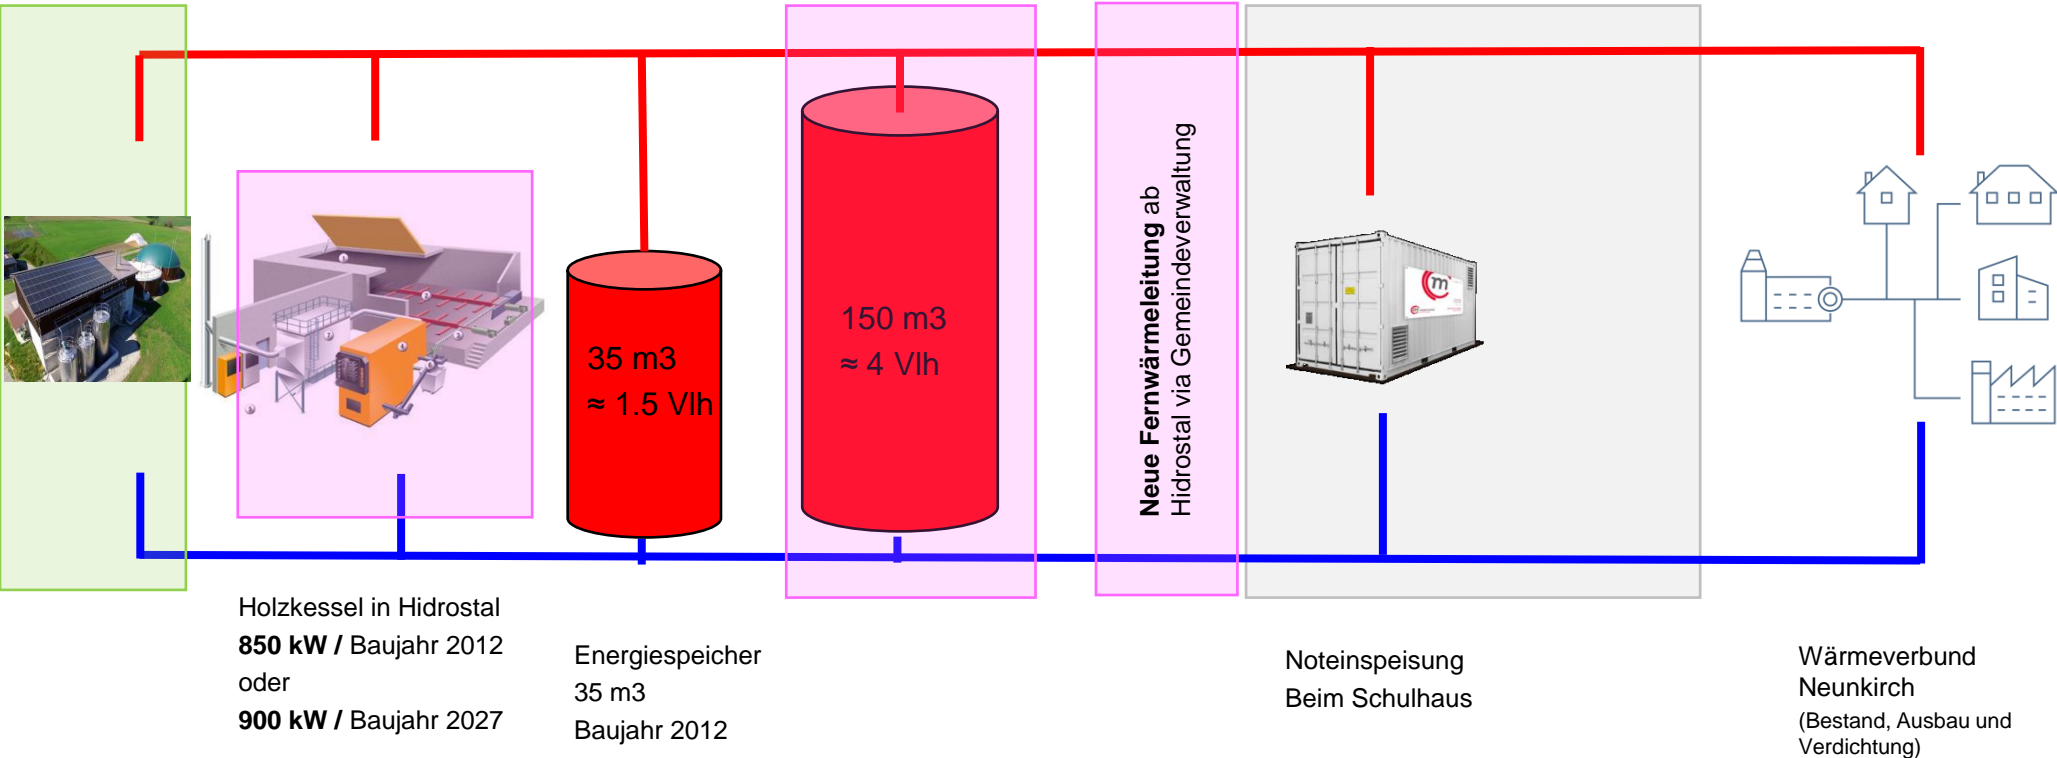 35 m3
≈ 1.5 Vlh
150 m3
≈ 4 Vlh
Neue Fernwärmeleitung ab
Hidrostal via Gemeindeverwaltung
m
Holzkessel in Hidrostal
850 kW / Baujahr 2012
oder
900 kW / Baujahr 2027
Energiespeicher
35 m3
Baujahr 2012
Noteinspeisung
Beim Schulhaus
Wärmeverbund
Neunkirch
(Bestand, Ausbau und
Verdichtung)